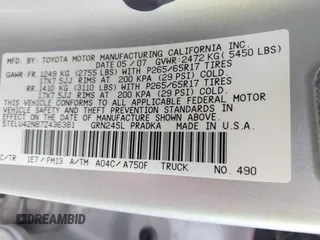 MFD. BY: TOYOTA MOTOR MANUFACTURING CALIFORNIA INC.
DATE 05 / 07 GVWR: 2472 KG ( 5450 LBS)
GAWR: FR. 1249 KG (2755 LBS) WITH P265/65R17 TIRES
17X7.5JJ RIMS AT 200 KPA (29 PSI) COLD.
RR. 1410 KG (3110 LBS) WITH P265/65R17 TIRES
17X7.5JJ RIMS AT 200 KPA (29 PSI) COLD.
THIS VEHICLE CONFORMS TO ALL APPLICABLE FEDERAL MOTOR
VEHICLE SAFETY STANDARDS IN EFFECT ON THE
DATE OF MANUFACTURE SHOWN ABOVE.
5TELU42N87Z436381 GRN245L PRADKA MADE IN U.S.A.
C/TR 1E7/FM13 A/TM A04C/A750F TRUCK NO. 490
DREAMBID